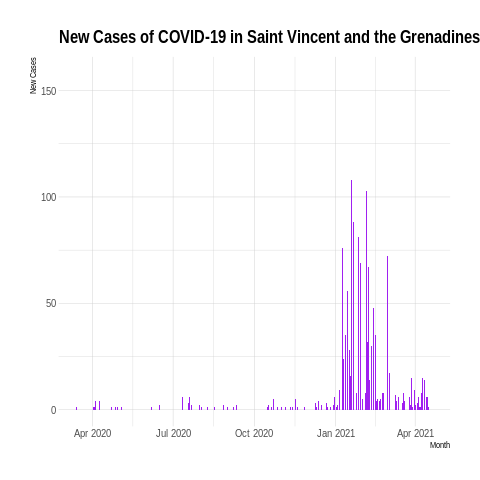 New Cases of COVID-19 in Saint Vincent and the Grenadines
New Cases
150
100
50
0
Apr 2020 Jul 2020 Oct 2020 Jan 2021 Apr 2021
Month